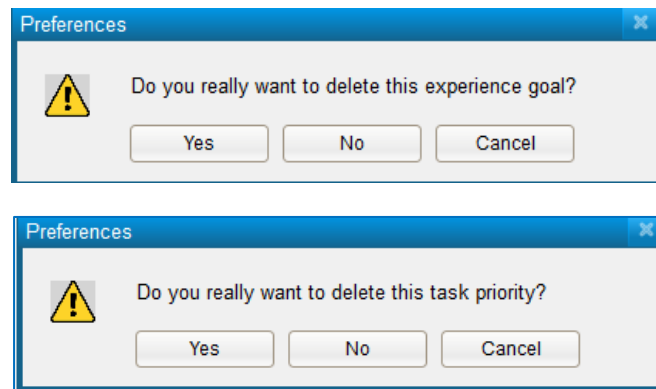 Preferences
Do you really want to delete this experience goal?
Yes No Cancel
Preferences
Do you really want to delete this task priority?
Yes No Cancel